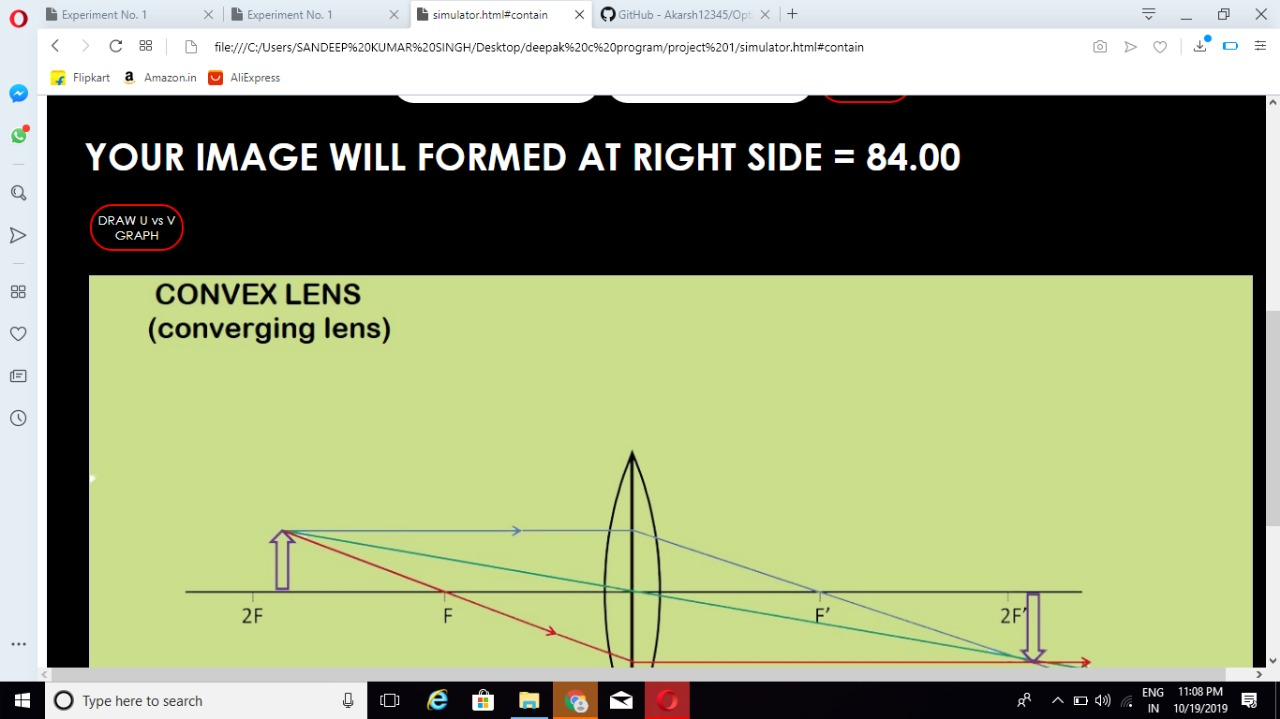 Experiment No. 1
Experiment No. 1
simulator.html#contain
GitHub - Akarsh12345/Opt
file:///C:/Users/SANDEEP%20KUMAR%20SINGH/Desktop/deepak%20c%20program/project%201/simulator.html#contain
Flipkart
Amazon.in
AliExpress
YOUR IMAGE WILL FORMED AT RIGHT SIDE = 84.00
DRAW U vs V
GRAPH
CONVEX LENS
(converging lens)
2F
F
F′
2F′
Type here to search
ENG
IN
11:08 PM
10/19/2019